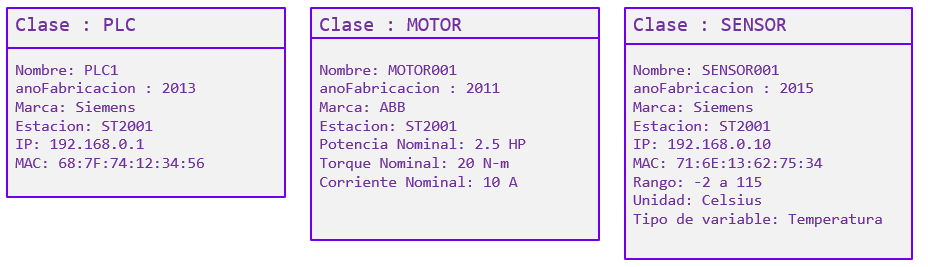 Clase : PLC
Nombre: PLC1
anoFabricacion : 2013
Marca: Siemens
Estacion: ST2001
IP: 192.168.0.1
MAC: 68:7F:74:12:34:56
Clase : MOTOR
Nombre: MOTOR001
anoFabricacion : 2011
Marca: ABB
Estacion: ST2001
Potencia Nominal: 2.5 HP
Torque Nominal: 20 N-m
Corriente Nominal: 10 A
Clase : SENSOR
Nombre: SENSOR001
anoFabricacion : 2015
Marca: Siemens
Estacion: ST2001
IP: 192.168.0.10
MAC: 71:6E:13:62:75:34
Rango: -2 a 115
Unidad: Celsius
Tipo de variable: Temperatura